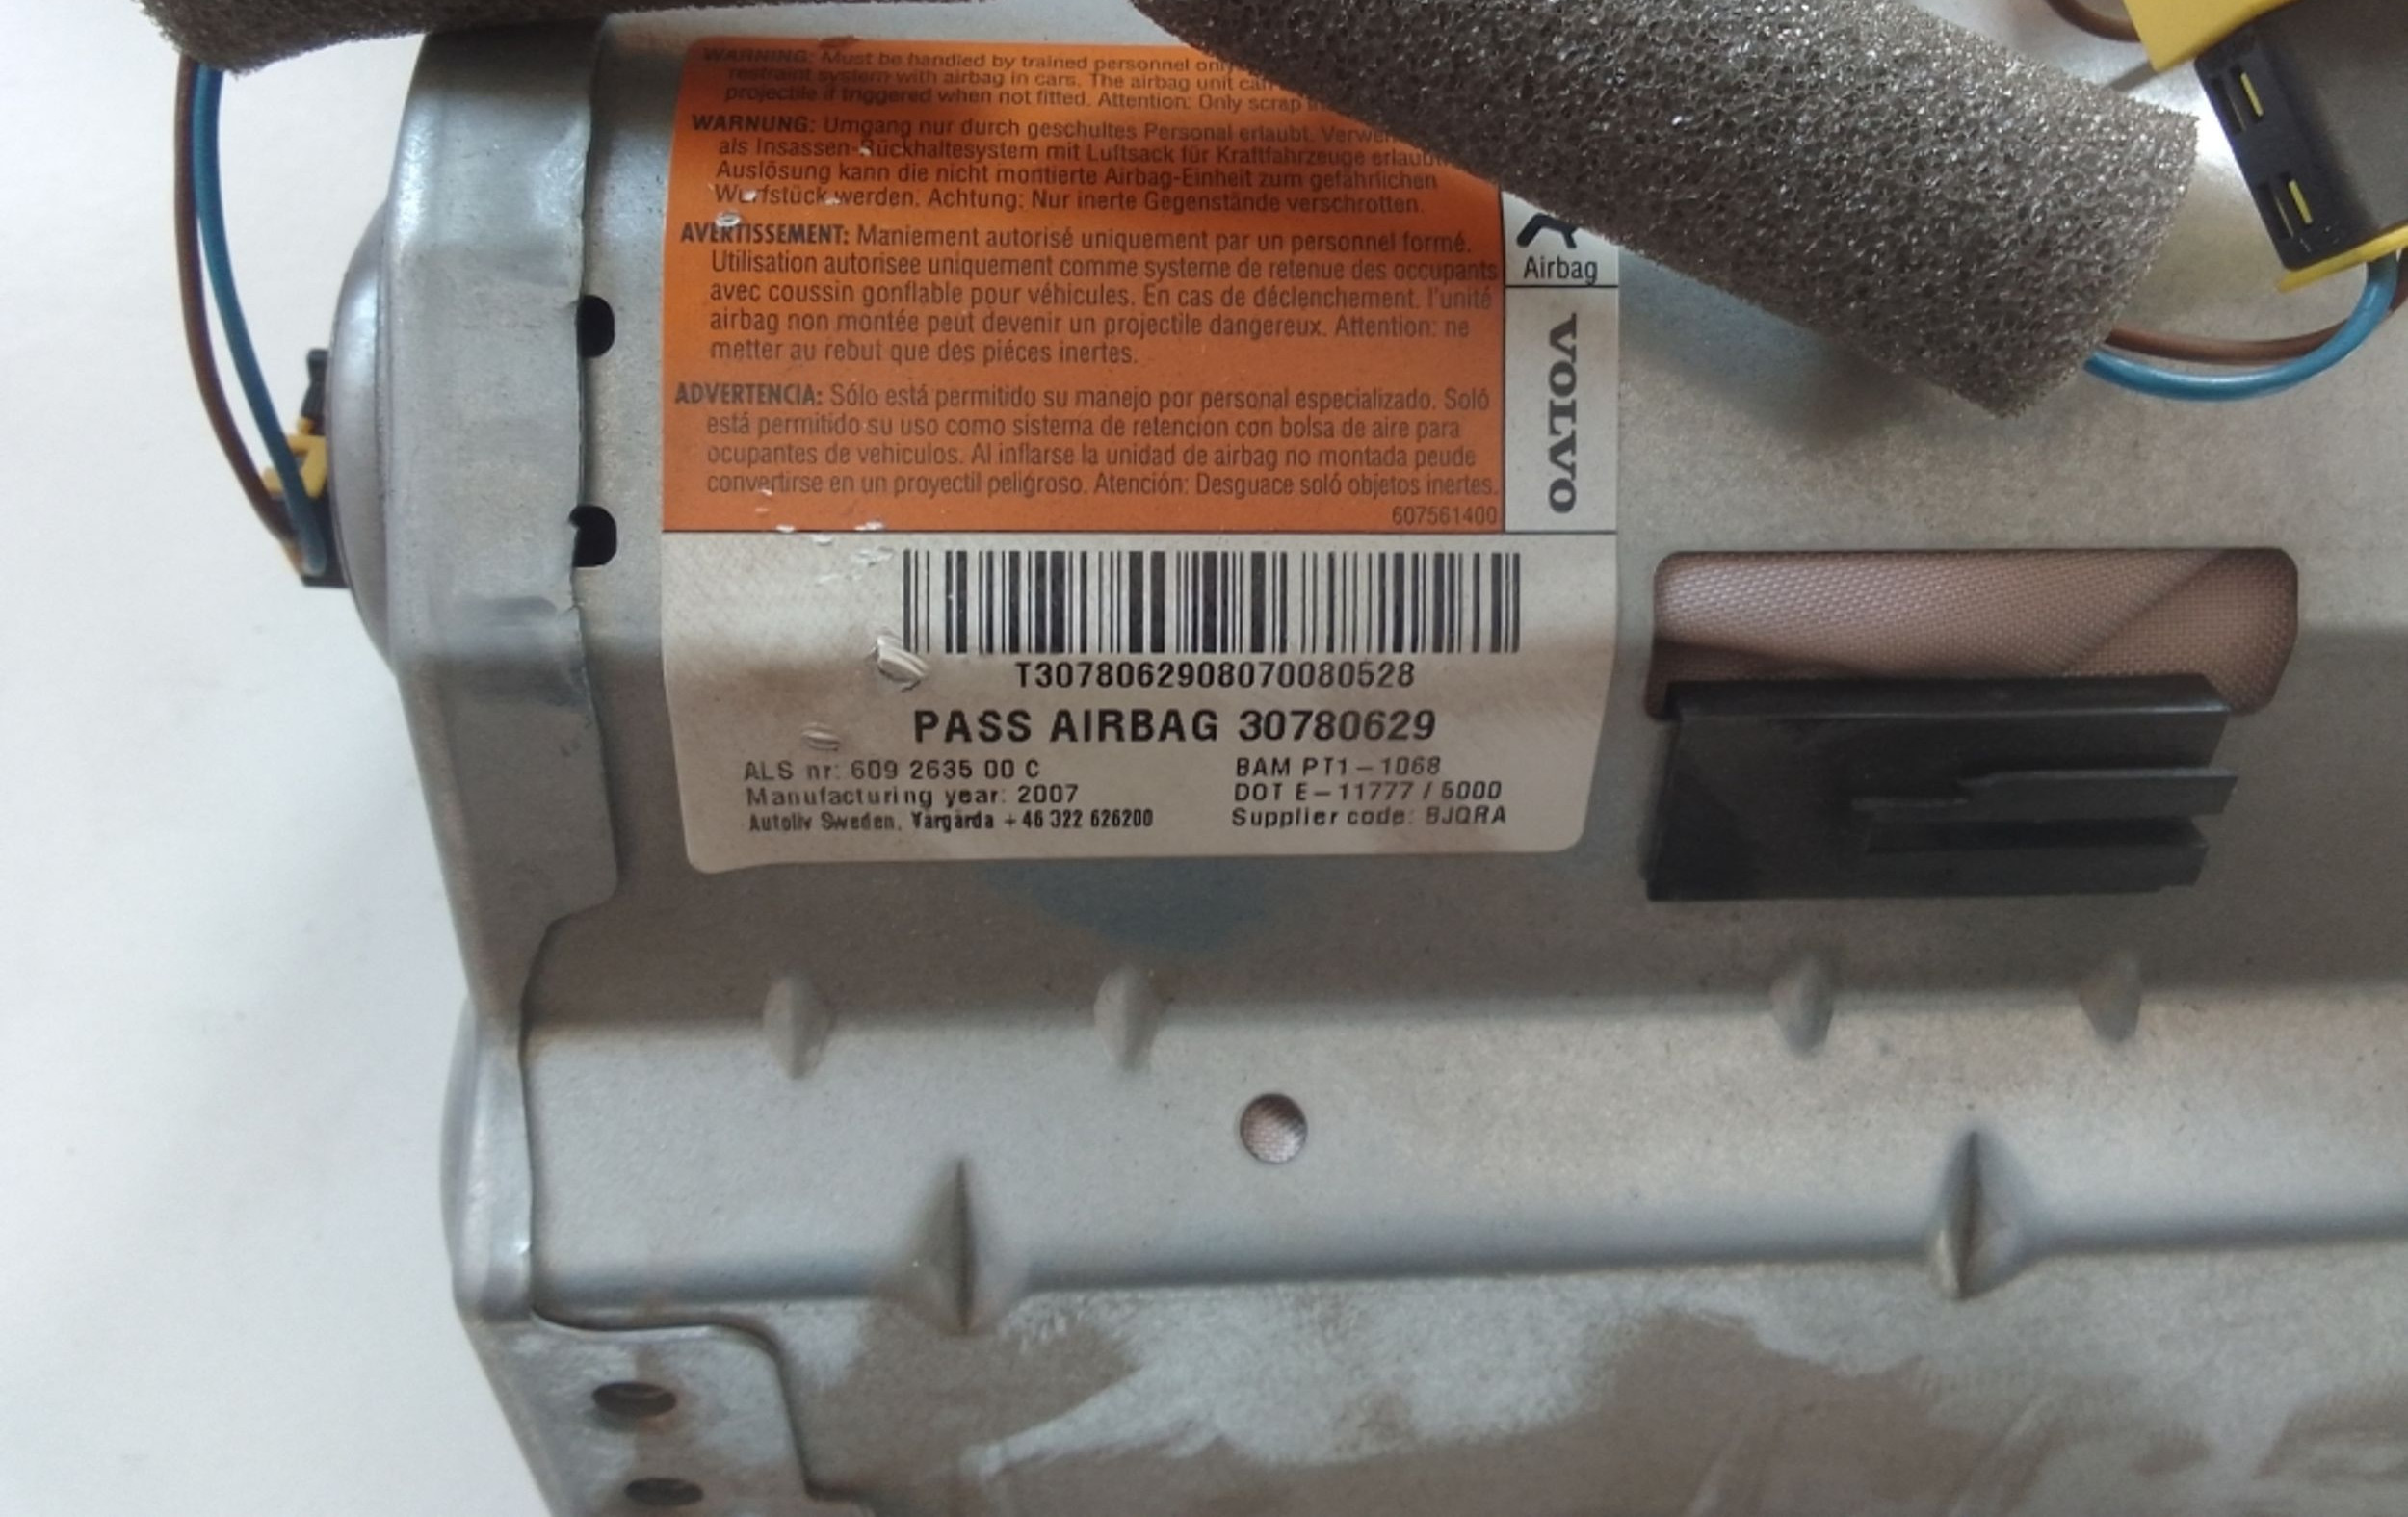 WARNING: Must be handled by trained personnel only
restraint system with airbag in cars. The airbag unit can
projectile if triggered when not fitted. Attention: Only scrap
WARNUNG: Umgang nur durch geschultes Personal erlaubt.
als Insassen-Rückhaltesystem mit Luftsack für Kraftfahrzeuge erlaubt
Auslösung kann die nicht montierte Airbag-Einheit zum gefahrlichen
Wurfstück werden. Achtung: Nur inerte Gegenstände verschrotten.
AVERTISSEMENT: Maniement autorisé uniquement par un personnel formé.
Utilisation autorisee uniquement comme systeme de retenue des occupants
avec coussin gonflable pour véhicules. En cas de déclenchement. l'unité
airbag non montée peut devenir un projectile dangereux. Attention: ne
metter au rebut que des piéces inertes.
ADVERTENCIA: Sólo está permitido su manejo por personal especializado. Soló
está permitido su uso como sistema de retencion con bolsa de aire para
ocupantes de vehiculos. Al inflarse la unidad de airbag no montada peude
convertirse en un proyectil peligroso. Atención: Desguace soló objetos inertes.
607561400
Airbag
VOLVO
T3078062908070080528
PASS AIRBAG 30780629
ALS nr: 609 2635 00 C
Manufacturing year: 2007
Autoliv Sweden, Vårgårda +46 322 626200
BAM PT1-1068
DOT E-11777 / 5000
Supplier code: BJQRA